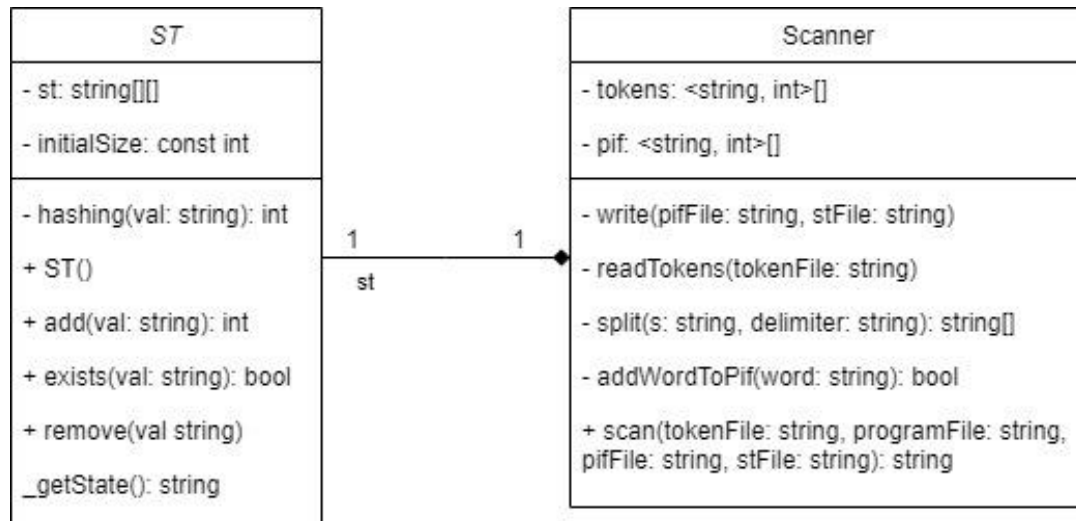 ST
- st: string[][]
- initialSize: const int
- hashing(val: string): int
+ ST()
+ add(val: string): int
+ exists(val: string): bool
+ remove(val string)
_getState(): string
1
1
st
Scanner
- tokens: <string, int>[]
- pif: <string, int>[]
- write(pifFile: string, stFile: string)
- readTokens(tokenFile: string)
- split(s: string, delimiter: string): string[]
- addWordToPif(word: string): bool
+ scan(tokenFile: string, programFile: string,
pifFile: string, stFile: string): string